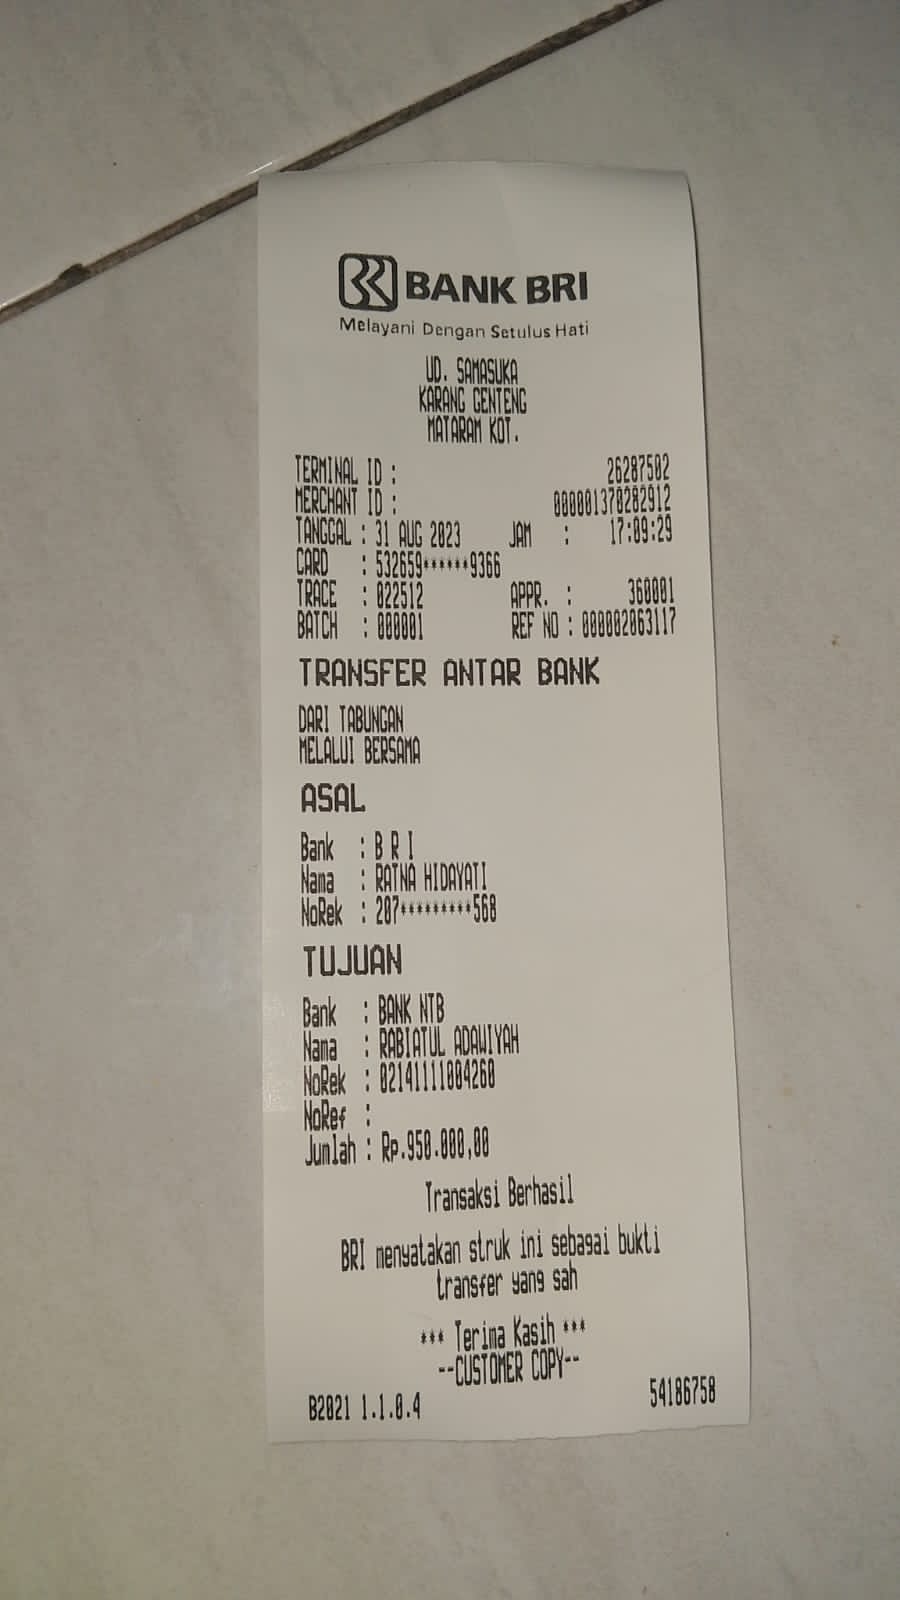 BANK BRI
Melayani Dengan Setulus Hati
UD. SAMASUKA
KARANG GENTENG
MATARAM KOT.
TERMINAL ID : 26287502
MERCHANT ID : 000001370282912
TANGGAL : 31 AUG 2023 JAM : 17:09:29
CARD : 532659******9366
TRACE : 022512 APPR. : 360001
BATCH : 000001 REF NO : 000002063117
TRANSFER ANTAR BANK
DARI TABUNGAN
MELALUI BERSAMA
ASAL
Bank : B R I
Nama : RATNA HIDAYATI
NoRek : 207*********568
TUJUAN
Bank : BANK NTB
Nama : RABIATUL ADAWIYAH
NoRek : 02141111004260
NoRef :
Jumlah : Rp.950.000,00
Transaksi Berhasil
BRI menyatakan struk ini sebagai bukti
transfer yang sah
*** Terima Kasih ***
--CUSTOMER COPY--
B2021 1.1.0.4 54186758